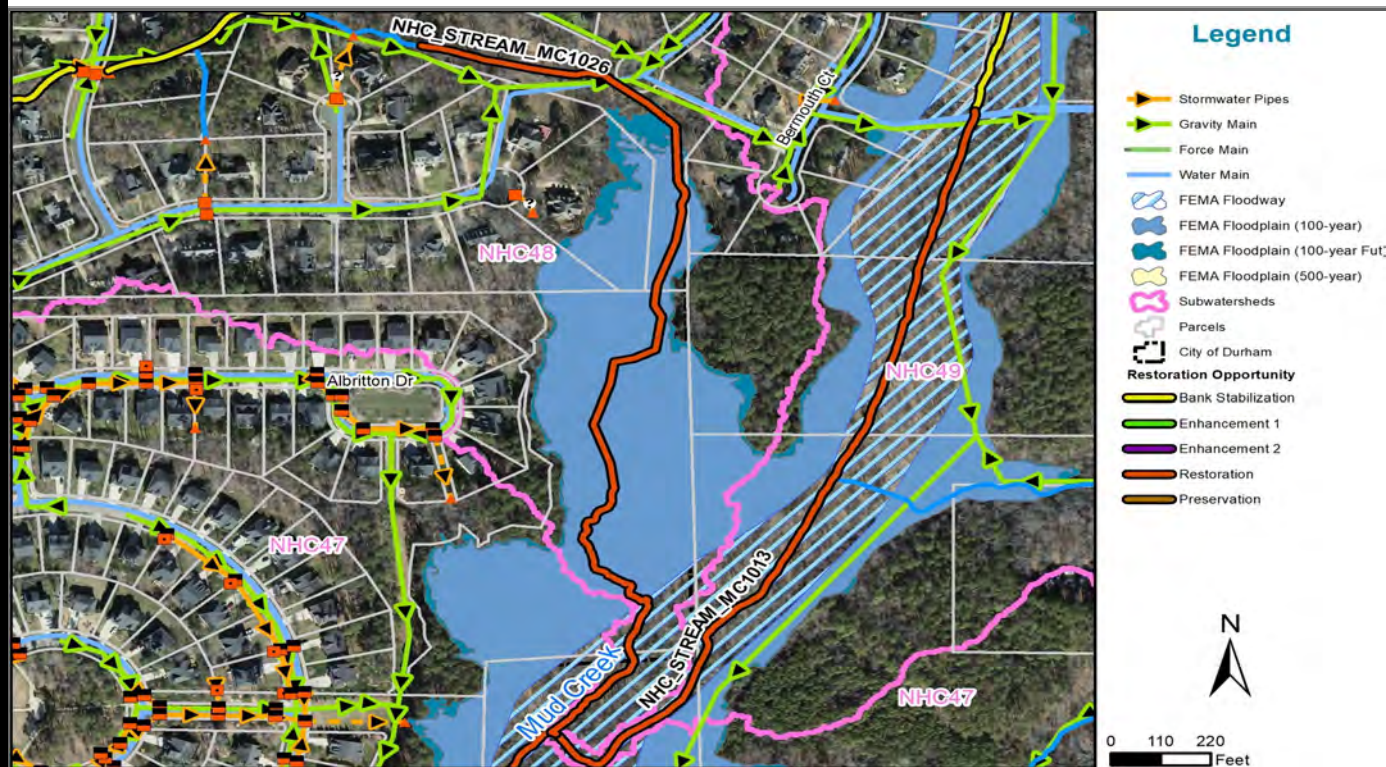 NHC_STREAM_MC1026
Bermouth Ct
?
?
NHC48
Albritton Dr
NHC49
NHC47
NHC_STREAM_MC1013
Mud Creek
NHC47
Legend
Stormwater Pipes
Gravity Main
Force Main
Water Main
FEMA Floodway
FEMA Floodplain (100-year)
FEMA Floodplain (100-year Fut)
FEMA Floodplain (500-year)
Subwatersheds
Parcels
City of Durham
Restoration Opportunity
Bank Stabilization
Enhancement 1
Enhancement 2
Restoration
Preservation
N
0 110 220
Feet